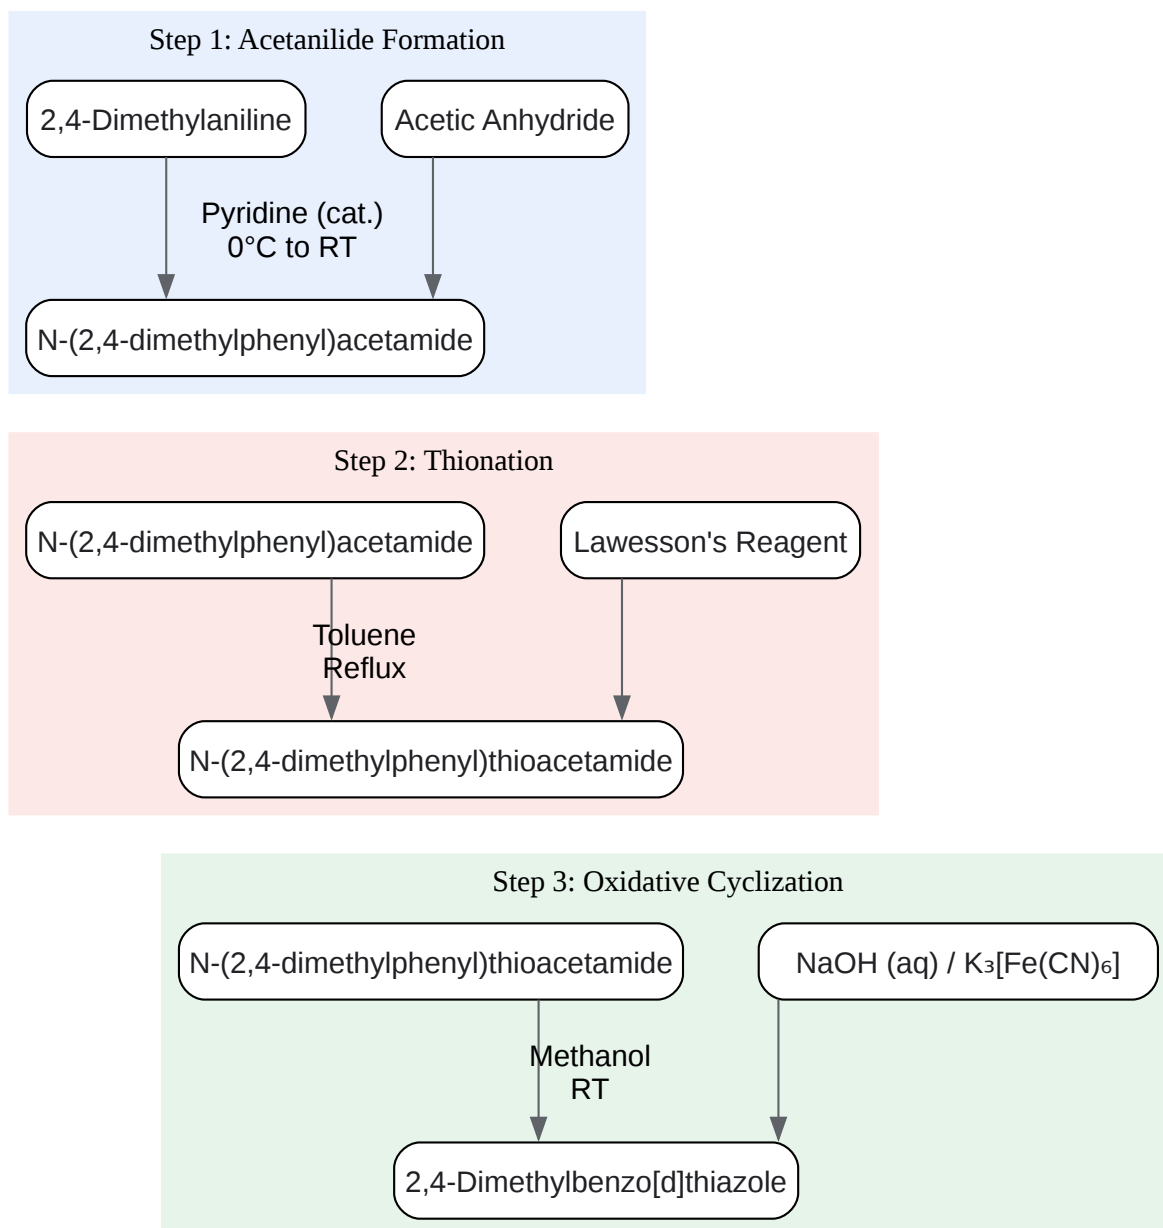 Step 1: Acetanilide Formation
2,4-Dimethylaniline
Acetic Anhydride
Pyridine (cat.)
0°C to RT
N-(2,4-dimethylphenyl)acetamide
Step 2: Thionation
N-(2,4-dimethylphenyl)acetamide
Lawesson's Reagent
Toluene
Reflux
N-(2,4-dimethylphenyl)thioacetamide
Step 3: Oxidative Cyclization
N-(2,4-dimethylphenyl)thioacetamide
NaOH (aq) / K₃[Fe(CN)₆]
Methanol
RT
2,4-Dimethylbenzo[d]thiazole